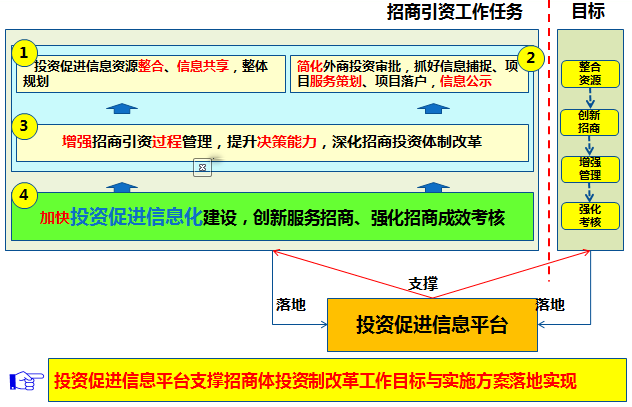 招商引资工作任务
目标
1
投资促进信息资源整合、信息共享，整体
规划
2
简化外商投资审批，抓好信息捕捉、项
目服务策划、项目落户，信息公示
3
增强招商引资过程管理，提升决策能力，深化招商投资体制改革
4
加快投资促进信息化建设，创新服务招商、强化招商成效考核
整合
资源
创新
招商
增强
管理
强化
考核
支撑
落地
落地
投资促进信息平台
投资促进信息平台支撑招商体投资制改革工作目标与实施方案落地实现